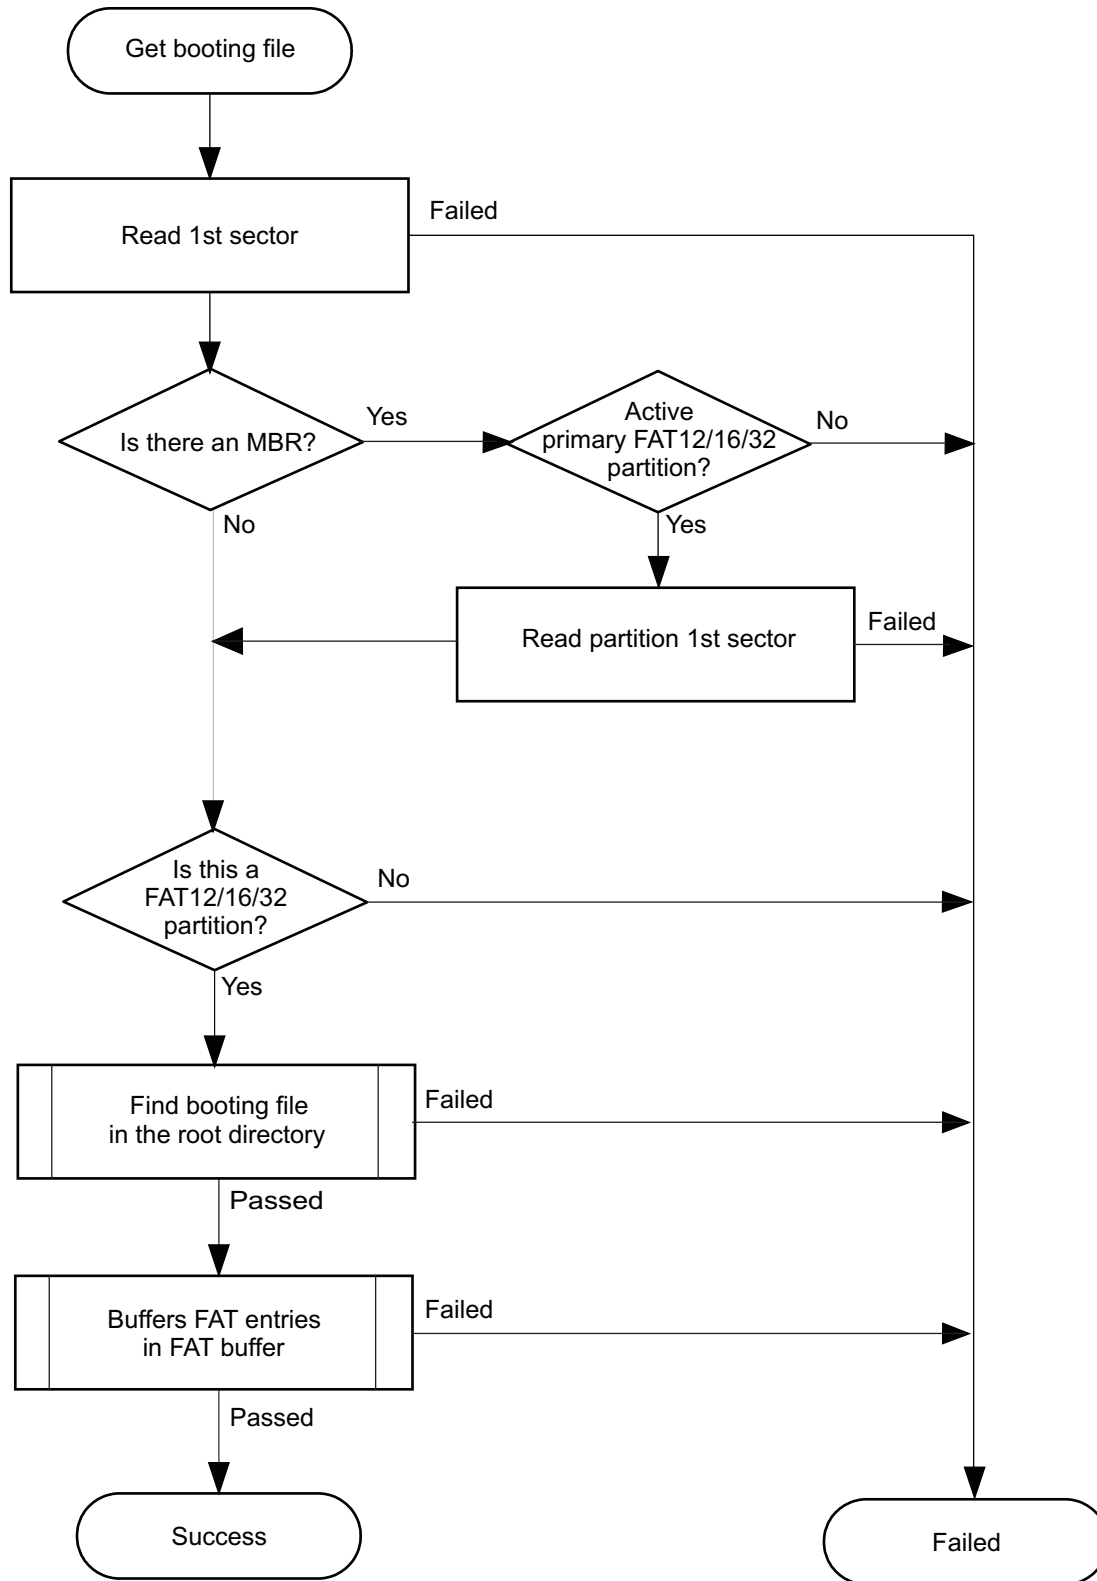 Get booting file
Read 1st sector
Failed
Is there an MBR?
Yes
Active
primary FAT12/16/32
partition?
No
No
Yes
Read partition 1st sector
Failed
Is this a
FAT12/16/32
partition?
No
Yes
Find booting file
in the root directory
Failed
Passed
Buffers FAT entries
in FAT buffer
Failed
Passed
Success
Failed